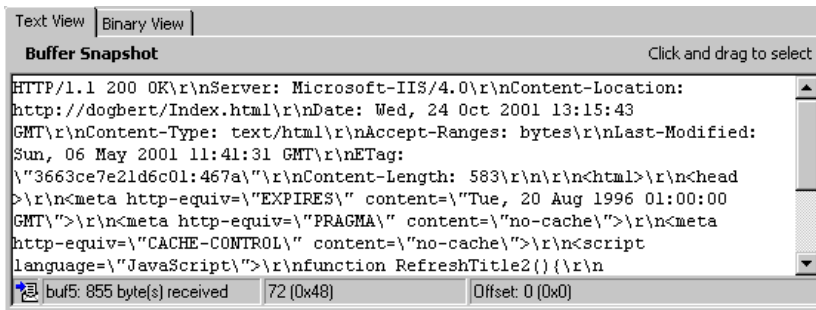 Text View Binary View
Buffer Snapshot Click and drag to select
HTTP/1.1 200 OK\r\nServer: Microsoft-IIS/4.0\r\nContent-Location:
http://dogbert/Index.html\r\nDate: Wed, 24 Oct 2001 13:15:43
GMT\r\nContent-Type: text/html\r\nAccept-Ranges: bytes\r\nLast-Modified:
Sun, 06 May 2001 11:41:31 GMT\r\nETag:
\"3663ce7e21d6c01:467a\"\r\nContent-Length: 583\r\n\r\n<html>\r\n<head
>\r\n<meta http-equiv=\"EXPIRES\" content=\"Tue, 20 Aug 1996 01:00:00
GMT\">\r\n<meta http-equiv=\"PRAGMA\" content=\"no-cache\">\r\n<meta
http-equiv=\"CACHE-CONTROL\" content=\"no-cache\">\r\n<script
language=\"JavaScript\">\r\nfunction RefreshTitle2(){\r\n
buf5: 855 byte(s) received 72 (0x48) Offset: 0 (0x0)